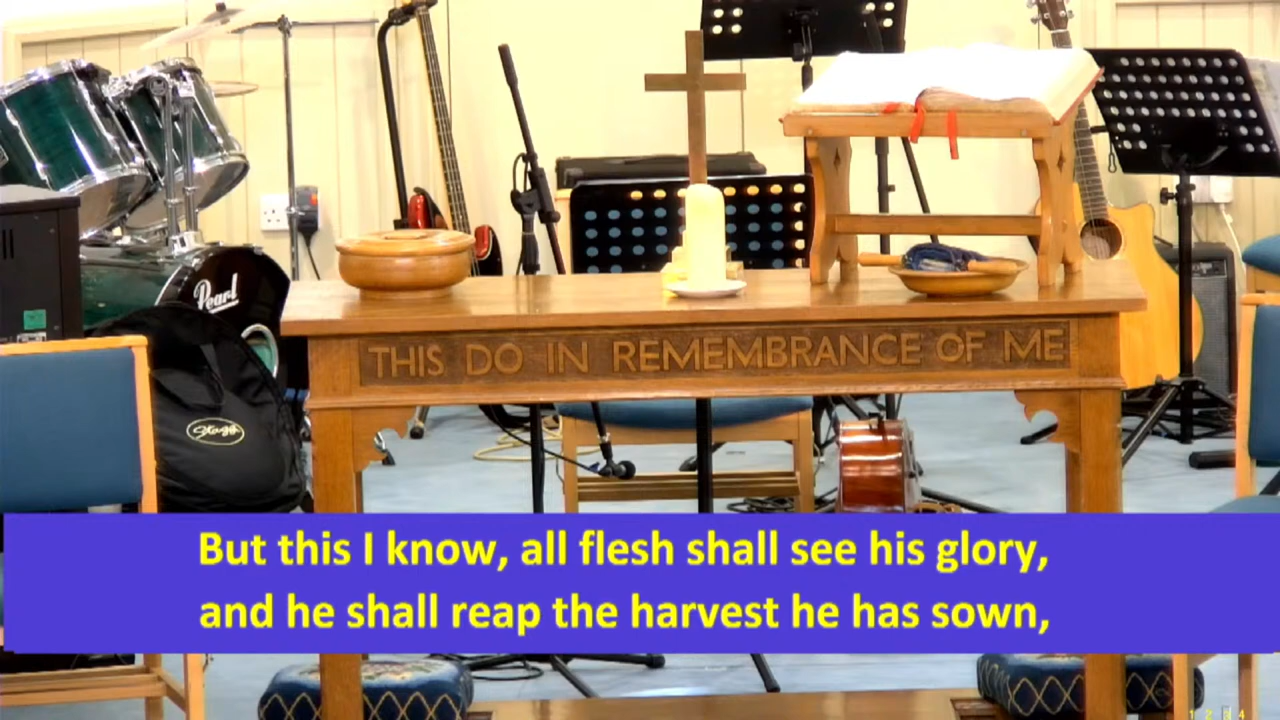 Pearl
THIS DO IN REMEMBRANCE OF ME
Stagg
But this I know, all flesh shall see his glory,
and he shall reap the harvest he has sown,